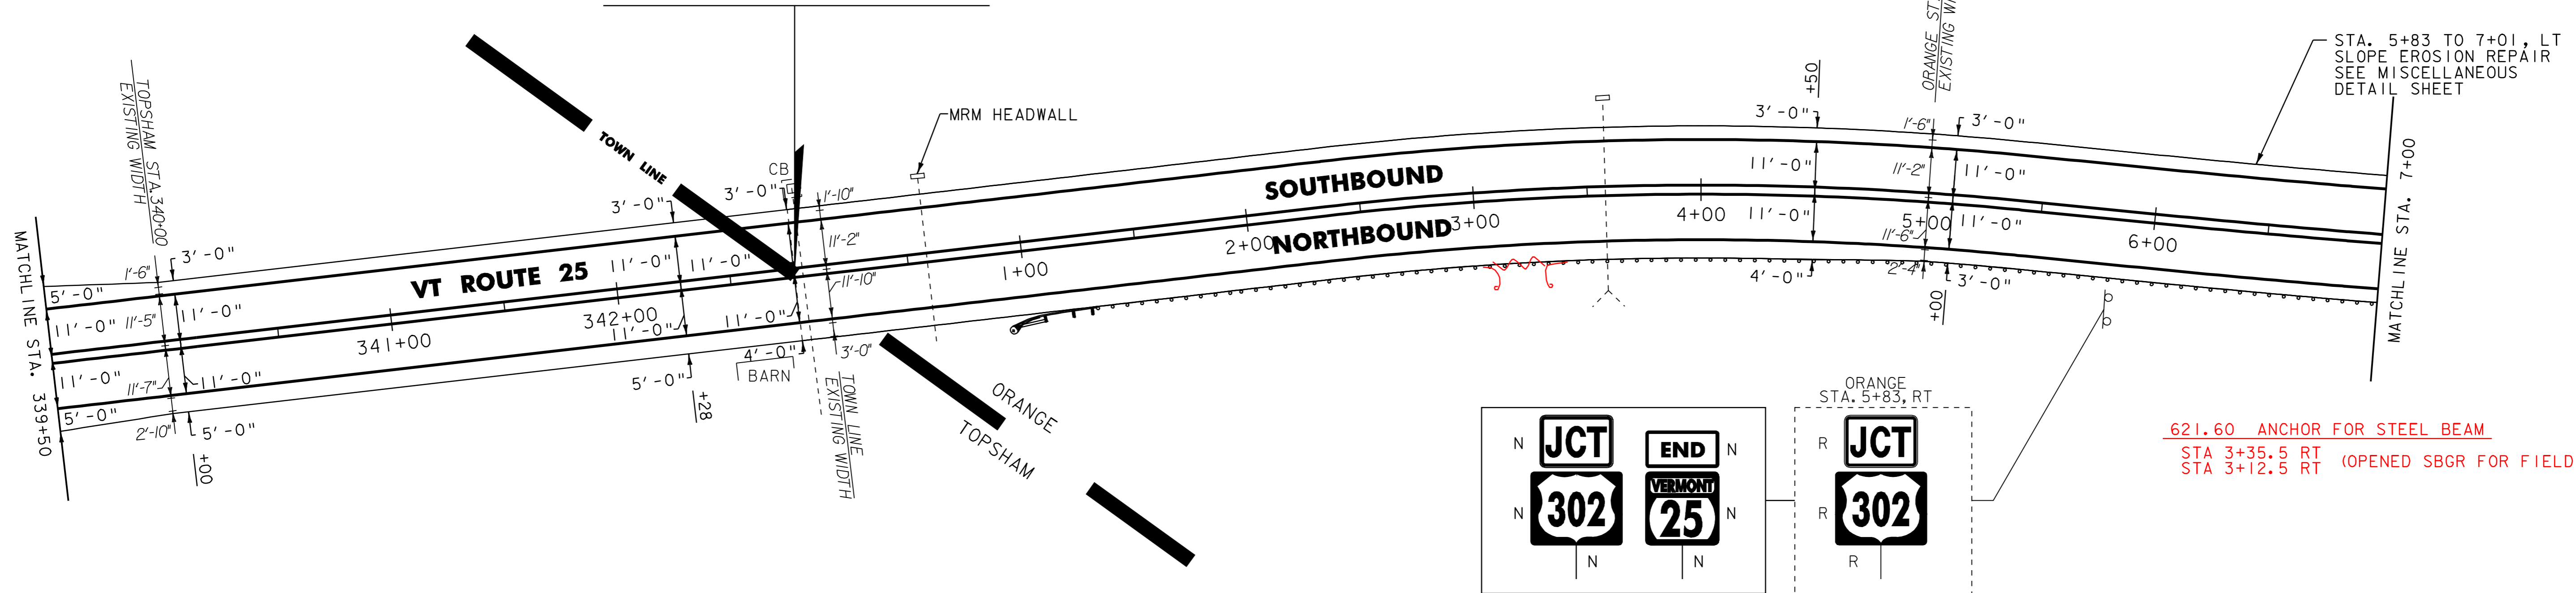 STA. 5+83 TO 7+01, LT
SLOPE EROSION REPAIR
SEE MISCELLANEOUS
DETAIL SHEET
MATCHLINE STA. 7+00
ORANGE ST
EXISTING
+50
3'-0"
1'-6"
3'-0"
11'-0"
11'-2"
11'-0"
11'-0"
11'-6"
11'-0"
4'-0"
2'-4"
3'-0"
+00
MRM HEADWALL
TOWN LINE
CB
3'-0"
3'-0"
1'-10"
11'-2"
11'-10"
11'-0"
11'-0"
11'-0"
11'-0"
5'-0"
4'-0"
3'-0"
+28
BARN
TOWN LINE
EXISTING WIDTH
TOPSHAM STA.340+00
EXISTING WIDTH
1'-6"
3'-0"
5'-0"
11'-0"
11'-5"
11'-0"
11'-0"
11'-7"
11'-0"
5'-0"
2'-10"
5'-0"
+00
MATCHLINE STA. 339+50
VT ROUTE 25
341+00
342+00
1+00
2+00
3+00
4+00
5+00
6+00
SOUTHBOUND
NORTHBOUND
ORANGE
TOPSHAM
N
JCT
END
N
N
302
VERMONT
25
N
N
N
ORANGE
STA. 5+83, RT
R
JCT
R
302
R
621.60 ANCHOR FOR STEEL BEAM
STA 3+35.5 RT
STA 3+12.5 RT (OPENED SBGR FOR FIELD